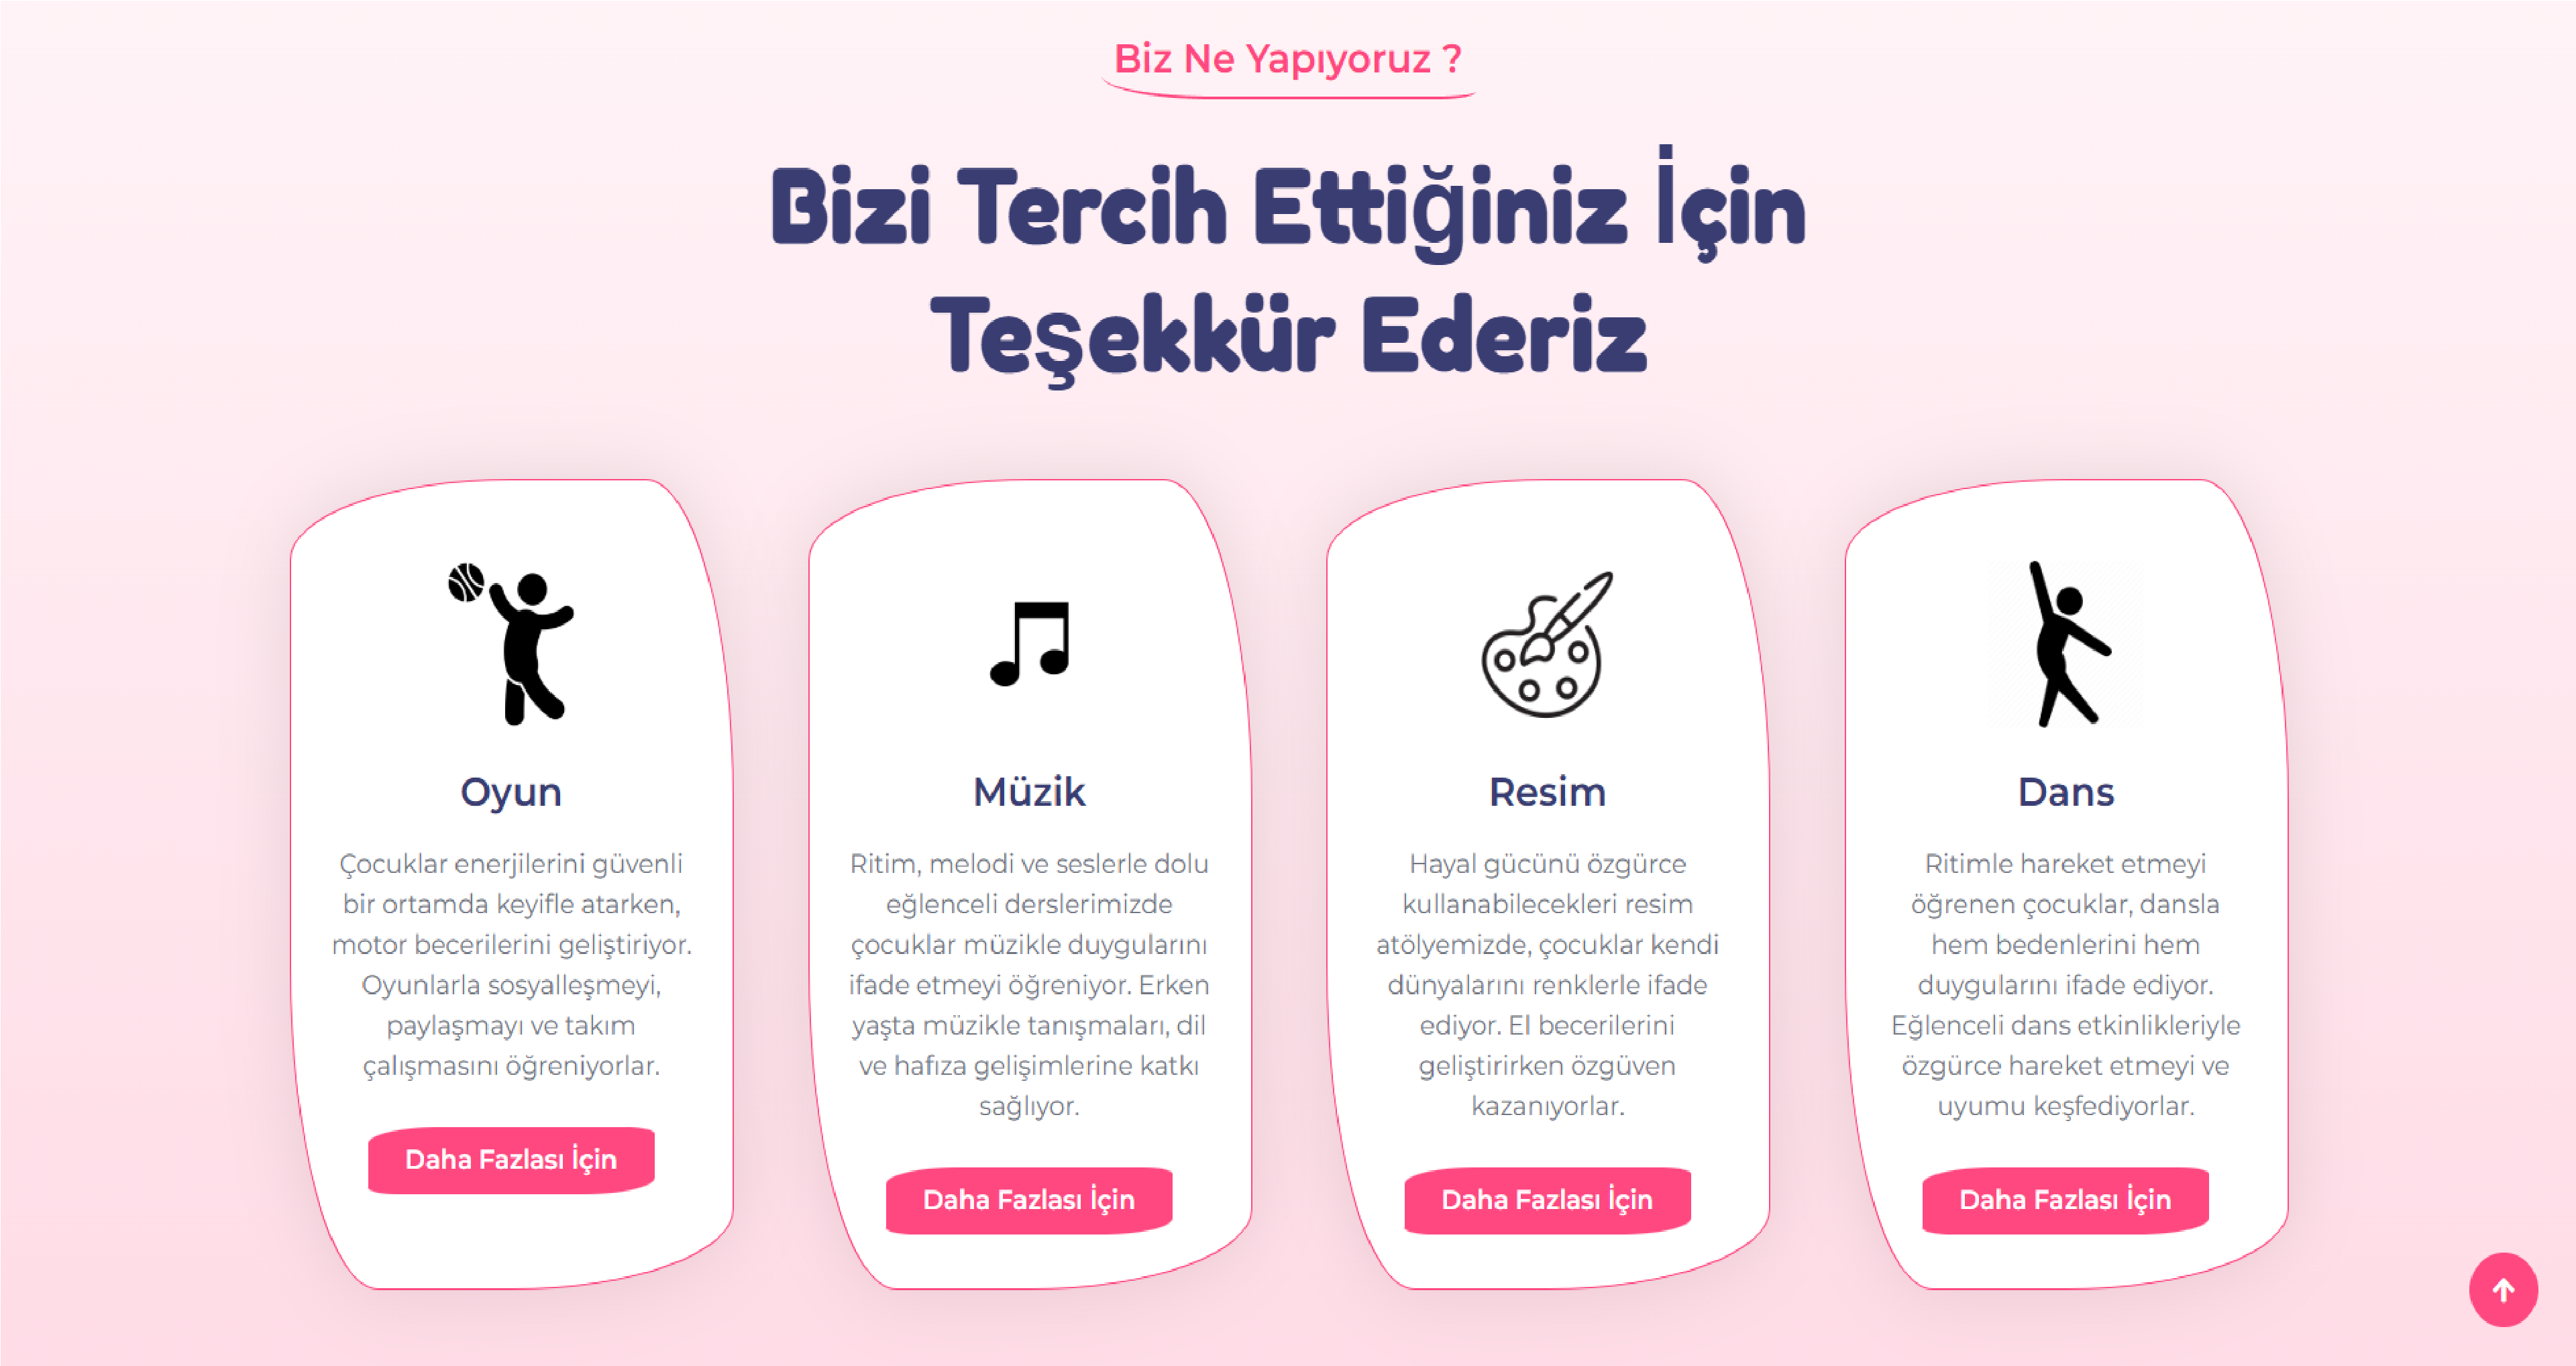 Biz Ne Yapıyoruz ?
Bizi Tercih Ettiğiniz İçin
Teşekkür Ederiz
Oyun
Çocuklar enerjilerini güvenli
bir ortamda keyifle atarken,
motor becerilerini geliştiriyor.
Oyunlarla sosyalleşmeyi,
paylaşmayı ve takım
çalışmasını öğreniyorlar.
Daha Fazlası İçin
Müzik
Ritim, melodi ve seslerle dolu
eğlenceli derslerimizde
çocuklar müzikle duygularını
ifade etmeyi öğreniyor. Erken
yaşta müzikle tanışmaları, dil
ve hafıza gelişimlerine katkı
sağlıyor.
Daha Fazlası İçin
Resim
Hayal gücünü özgürce
kullanabilecekleri resim
atölyemizde, çocuklar kendi
dünyalarını renklerle ifade
ediyor. El becerilerini
geliştirirken özgüven
kazanıyorlar.
Daha Fazlası İçin
Dans
Ritimle hareket etmeyi
öğrenen çocuklar, dansla
hem bedenlerini hem
duygularını ifade ediyor.
Eğlenceli dans etkinlikleriyle
özgürce hareket etmeyi ve
uyumu keşfediyorlar.
Daha Fazlası İçin